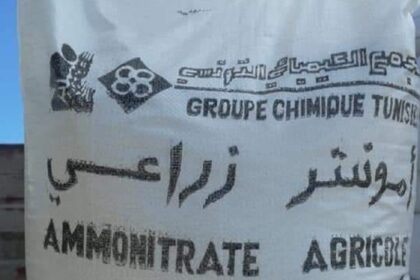 المجمع الكيميائي التونسي
GROUPE CHIMIQUE TUNISIEN
أمونيتر زراعي
AMMONITRATE AGRICOLE